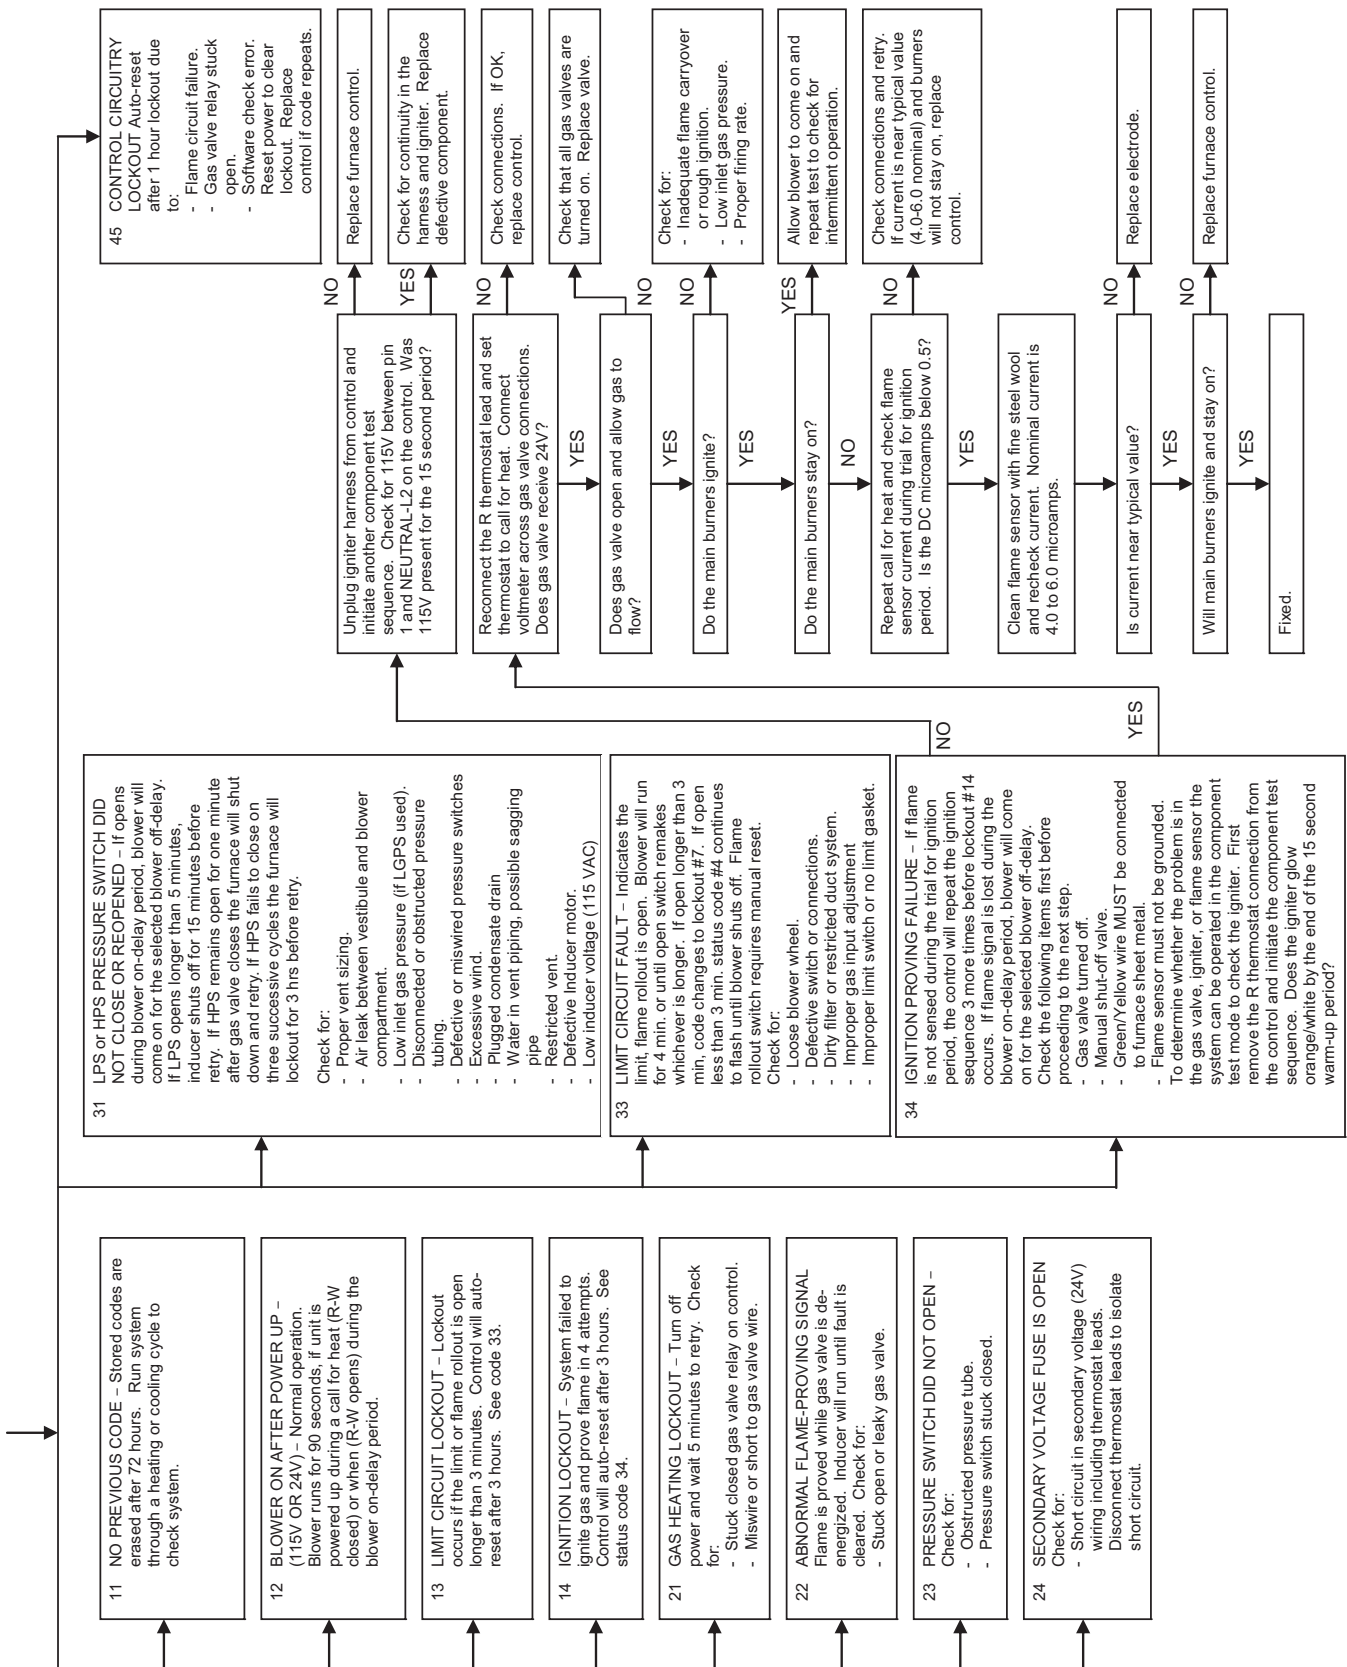 11 NO PREVIOUS CODE – Stored codes are
erased after 72 hours. Run system
through a heating or cooling cycle to
check system.
12 BLOWER ON AFTER POWER UP –
(115V OR 24V) – Normal operation.
Blower runs for 90 seconds, if unit is
powered up during a call for heat (R-W
closed) or when (R-W opens) during the
blower on-delay period.
13 LIMIT CIRCUIT LOCKOUT – Lockout
occurs if the limit or flame rollout is open
longer than 3 minutes. Control will auto-
reset after 3 hours. See code 33.
14 IGNITION LOCKOUT – System failed to
ignite gas and prove flame in 4 attempts.
Control will auto-reset after 3 hours. See
status code 34.
21 GAS HEATING LOCKOUT – Turn off
power and wait 5 minutes to retry. Check
for:
- Stuck closed gas valve relay on control.
- Miswire or short to gas valve wire.
22 ABNORMAL FLAME-PROVING SIGNAL
Flame is proved while gas valve is de-
energized. Inducer will run until fault is
cleared. Check for:
- Stuck open or leaky gas valve.
23 PRESSURE SWITCH DID NOT OPEN –
Check for:
- Obstructed pressure tube.
- Pressure switch stuck closed.
24 SECONDARY VOLTAGE FUSE IS OPEN
Check for:
- Short circuit in secondary voltage (24V)
wiring including thermostat leads.
Disconnect thermostat leads to isolate
short circuit.
31 LPS or HPS PRESSURE SWITCH DID
NOT CLOSE OR REOPENED – If opens
during blower on-delay period, blower will
come on for the selected blower off-delay.
If LPS opens longer than 5 minutes,
inducer shuts off for 15 minutes before
retry. If HPS remains open for one minute
after gas valve closes the furnace will shut
down and retry. If HPS fails to close on
three successive cycles the furnace will
lockout for 3 hrs before retry.
Check for:
- Proper vent sizing.
- Air leak between vestibule and blower
compartment.
- Low inlet gas pressure (if LGPS used).
- Disconnected or obstructed pressure
tubing.
- Defective or miswired pressure switches
- Excessive wind.
- Plugged condensate drain
- Water in vent piping, possible sagging
pipe
- Restricted vent.
- Defective Inducer motor.
- Low inducer voltage (115 VAC)
33 LIMIT CIRCUIT FAULT – Indicates the
limit, flame rollout is open. Blower will run
for 4 min. or until open switch remakes
whichever is longer. If open longer than 3
min, code changes to lockout #7. If open
less than 3 min. status code #4 continues
to flash until blower shuts off. Flame
rollout switch requires manual reset.
Check for:
- Loose blower wheel.
- Defective switch or connections.
- Dirty filter or restricted duct system.
- Improper gas input adjustment
- Improper limit switch or no limit gasket.
34 IGNITION PROVING FAILURE – If flame
is not sensed during the trial for ignition
period, the control will repeat the ignition
sequence 3 more times before lockout #14
occurs. If flame signal is lost during the
blower on-delay period, blower will come
on for the selected blower off-delay.
Check the following items first before
proceeding to the next step.
- Gas valve turned off.
- Manual shut-off valve.
- Green/Yellow wire MUST be connected
to furnace sheet metal.
- Flame sensor must not be grounded.
To determine whether the problem is in
the gas valve, igniter, or flame sensor the
system can be operated in the component
test mode to check the igniter. First
remove the R thermostat connection from
the control and initiate the component test
sequence. Does the igniter glow
orange/white by the end of the 15 second
warm-up period?
NO
YES
Unplug igniter harness from control and
initiate another component test
sequence. Check for 115V between pin
1 and NEUTRAL-L2 on the control. Was
115V present for the 15 second period?
NO
YES
Reconnect the R thermostat lead and set
thermostat to call for heat. Connect
voltmeter across gas valve connections.
Does gas valve receive 24V?
NO
YES
Does gas valve open and allow gas to
flow?
NO
YES
Do the main burners ignite?
NO
YES
Do the main burners stay on?
YES
NO
Repeat call for heat and check flame
sensor current during trial for ignition
period. Is the DC microamps below 0.5?
NO
YES
Clean flame sensor with fine steel wool
and recheck current. Nominal current is
4.0 to 6.0 microamps.
Is current near typical value?
NO
YES
Will main burners ignite and stay on?
NO
YES
Fixed.
45 CONTROL CIRCUITRY
LOCKOUT Auto-reset
after 1 hour lockout due
to:
- Flame circuit failure.
- Gas valve relay stuck
open.
- Software check error.
Reset power to clear
lockout. Replace
control if code repeats.
Replace furnace control.
Check for continuity in the
harness and igniter. Replace
defective component.
Check connections. If OK,
replace control.
Check that all gas valves are
turned on. Replace valve.
Check for:
- Inadequate flame carryover
or rough ignition.
- Low inlet gas pressure.
- Proper firing rate.
Allow blower to come on and
repeat test to check for
intermittent operation.
Check connections and retry.
If current is near typical value
(4.0-6.0 nominal) and burners
will not stay on, replace
control.
Replace electrode.
Replace furnace control.